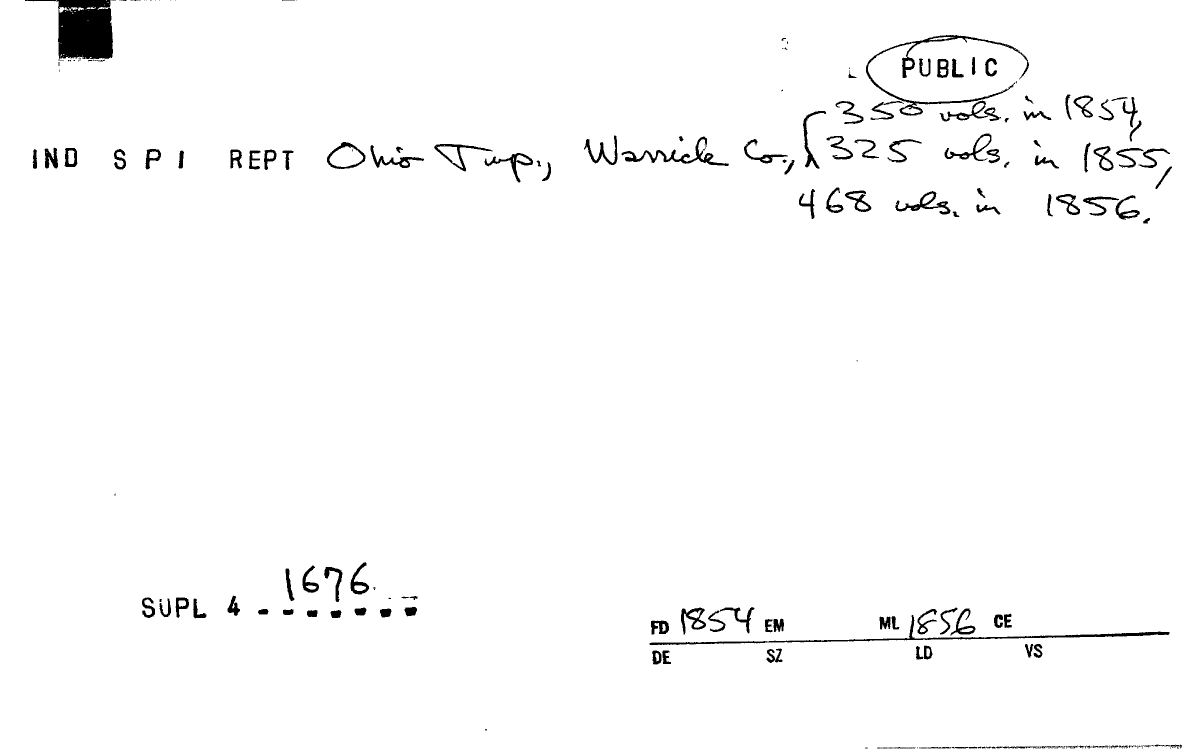 PUBLIC
350 vols. in 1854,
IND S P I REPT Ohio Twp., Warrick Co., 325 vols. in 1855,
468 vols. in 1856.
1676
SUPL 4
FD 1854 EM ML 1856 CE
DE SZ LD VS